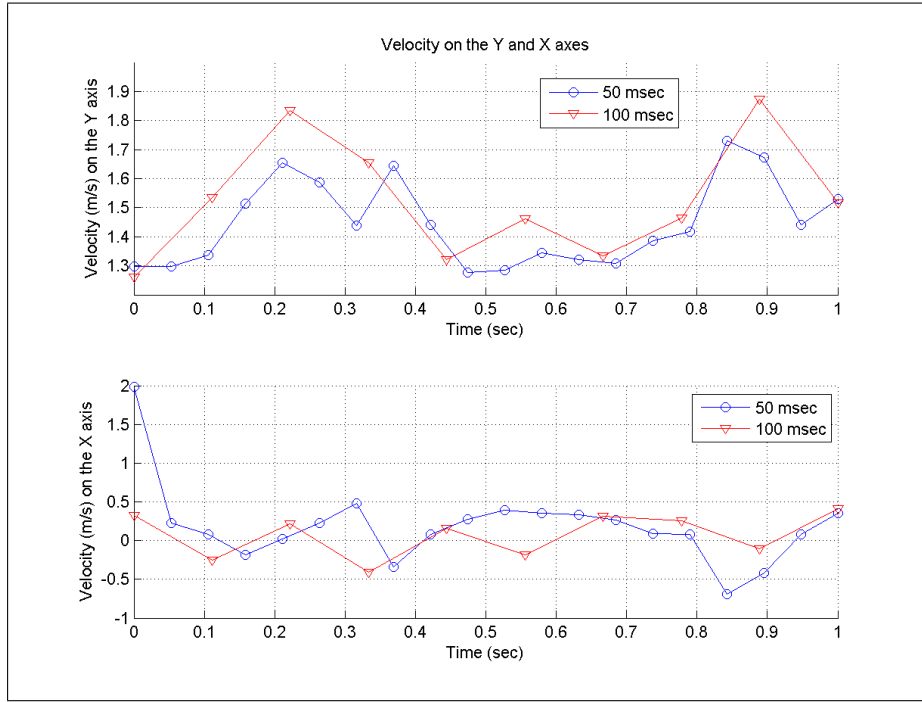 Velocity on the Y and X axes
Velocity (m/s) on the Y axis
1.9
1.8
1.7
1.6
1.5
1.4
1.3
50 msec
100 msec
0 0.1 0.2 0.3 0.4 0.5 0.6 0.7 0.8 0.9 1
Time (sec)
Velocity (m/s) on the X axis
2
1.5
1
0.5
0
-0.5
-1
50 msec
100 msec
0 0.1 0.2 0.3 0.4 0.5 0.6 0.7 0.8 0.9 1
Time (sec)